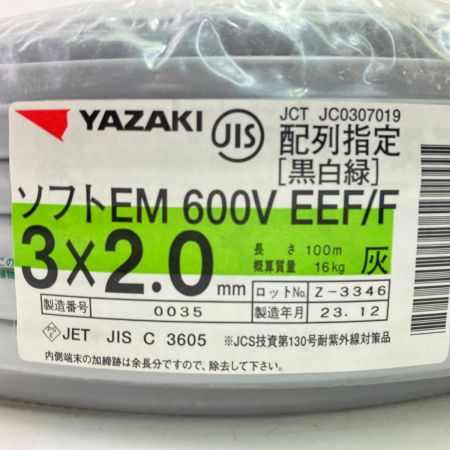 YAZAKI
JIS
JCT JC0307019
配列指定
[黒白緑]
ソフトEM 600V EEF/F
3×2.0mm
長さ 100m
概算質量 16kg
灰
製造番号 0035
ロットNo. Z-3346
製造年月 23.12
PSE JET JIS C 3605 ※JCS技資第130号耐紫外線対策品
内側端末の加締跡は余長分ですので、除去して下さい。